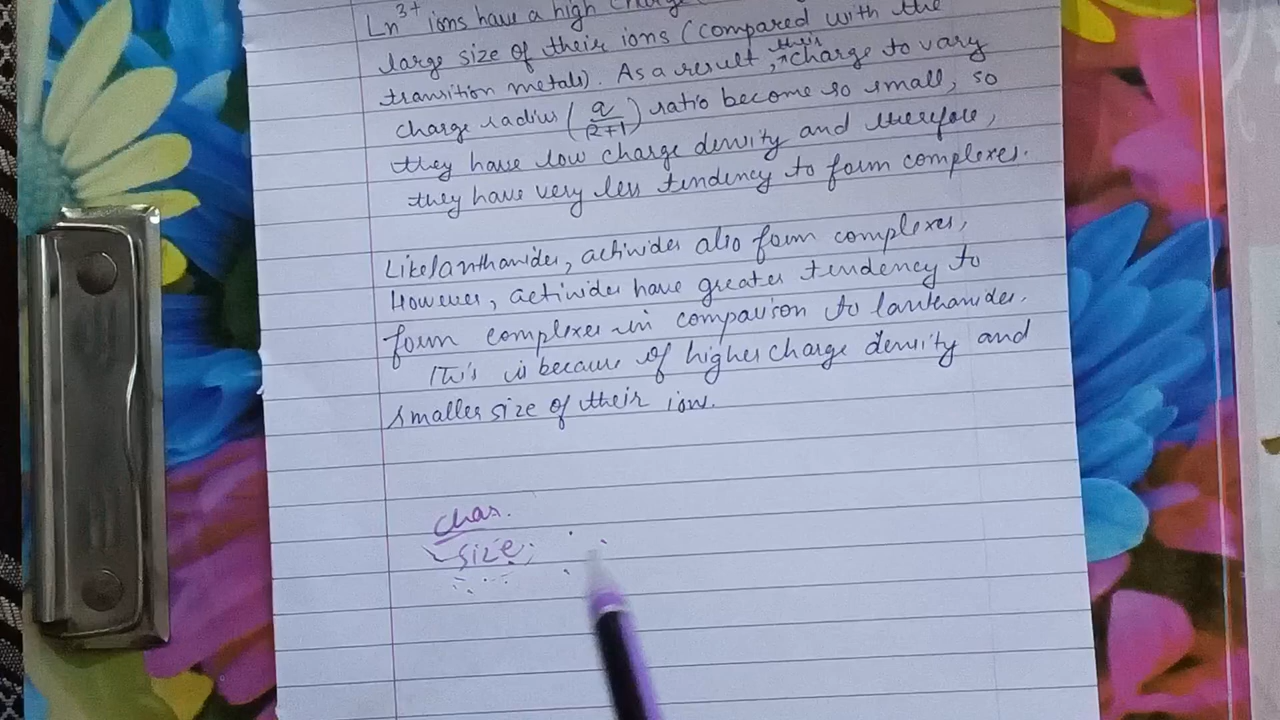 Ln3+ ions have a high charge
large size of their ions (compared with the
transition metals). As a result, their charge to vary
charge radius (q/r+1) ratio become so small, so
they have low charge density and therefore,
they have very less tendency to form complexes.
Like lanthanides, actinides also form complexes,
However, actinides have greater tendency to
form complexes in comparison to lanthanides.
This is because of higher charge density and
smaller size of their ions.
Char.
size